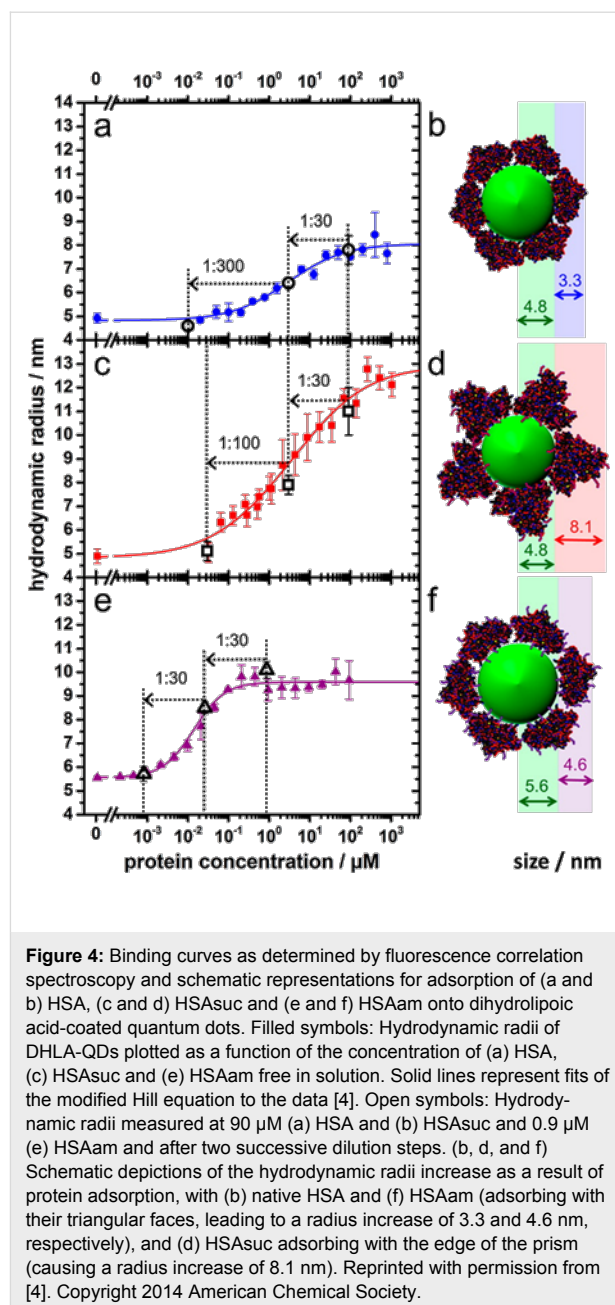 0 10⁻³ 10⁻² 10⁻¹ 10⁰ 10¹ 10² 10³
14
13
12
11
10
9
8
7
6
5
4
a
1:300
1:30
b
4.8
3.3
13
12
11
10
9
8
7
6
5
4
c
1:100
1:30
d
4.8
8.1
13
12
11
10
9
8
7
6
5
4
e
1:30
1:30
f
5.6
4.6
hydrodynamic radius / nm
0 10⁻³ 10⁻² 10⁻¹ 10⁰ 10¹ 10² 10³
protein concentration / µM
size / nm
Figure 4: Binding curves as determined by fluorescence correlation
spectroscopy and schematic representations for adsorption of (a and
b) HSA, (c and d) HSAsuc and (e and f) HSAam onto dihydrolipoic
acid-coated quantum dots. Filled symbols: Hydrodynamic radii of
DHLA-QDs plotted as a function of the concentration of (a) HSA,
(c) HSAsuc and (e) HSAam free in solution. Solid lines represent fits of
the modified Hill equation to the data [4]. Open symbols: Hydrody-
namic radii measured at 90 µM (a) HSA and (b) HSAsuc and 0.9 µM
(e) HSAam and after two successive dilution steps. (b, d, and f)
Schematic depictions of the hydrodynamic radii increase as a result of
protein adsorption, with (b) native HSA and (f) HSAam (adsorbing with
their triangular faces, leading to a radius increase of 3.3 and 4.6 nm,
respectively), and (d) HSAsuc adsorbing with the edge of the prism
(causing a radius increase of 8.1 nm). Reprinted with permission from
[4]. Copyright 2014 American Chemical Society.